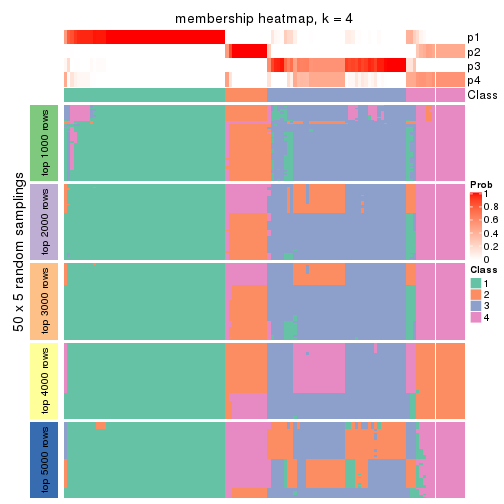 membership heatmap, k = 4
p1
p2
p3
p4
Class
50 x 5 random samplings
top 1000 rows
top 2000 rows
top 3000 rows
top 4000 rows
top 5000 rows
Prob
1
0.8
0.6
0.4
0.2
0
Class
1
2
3
4